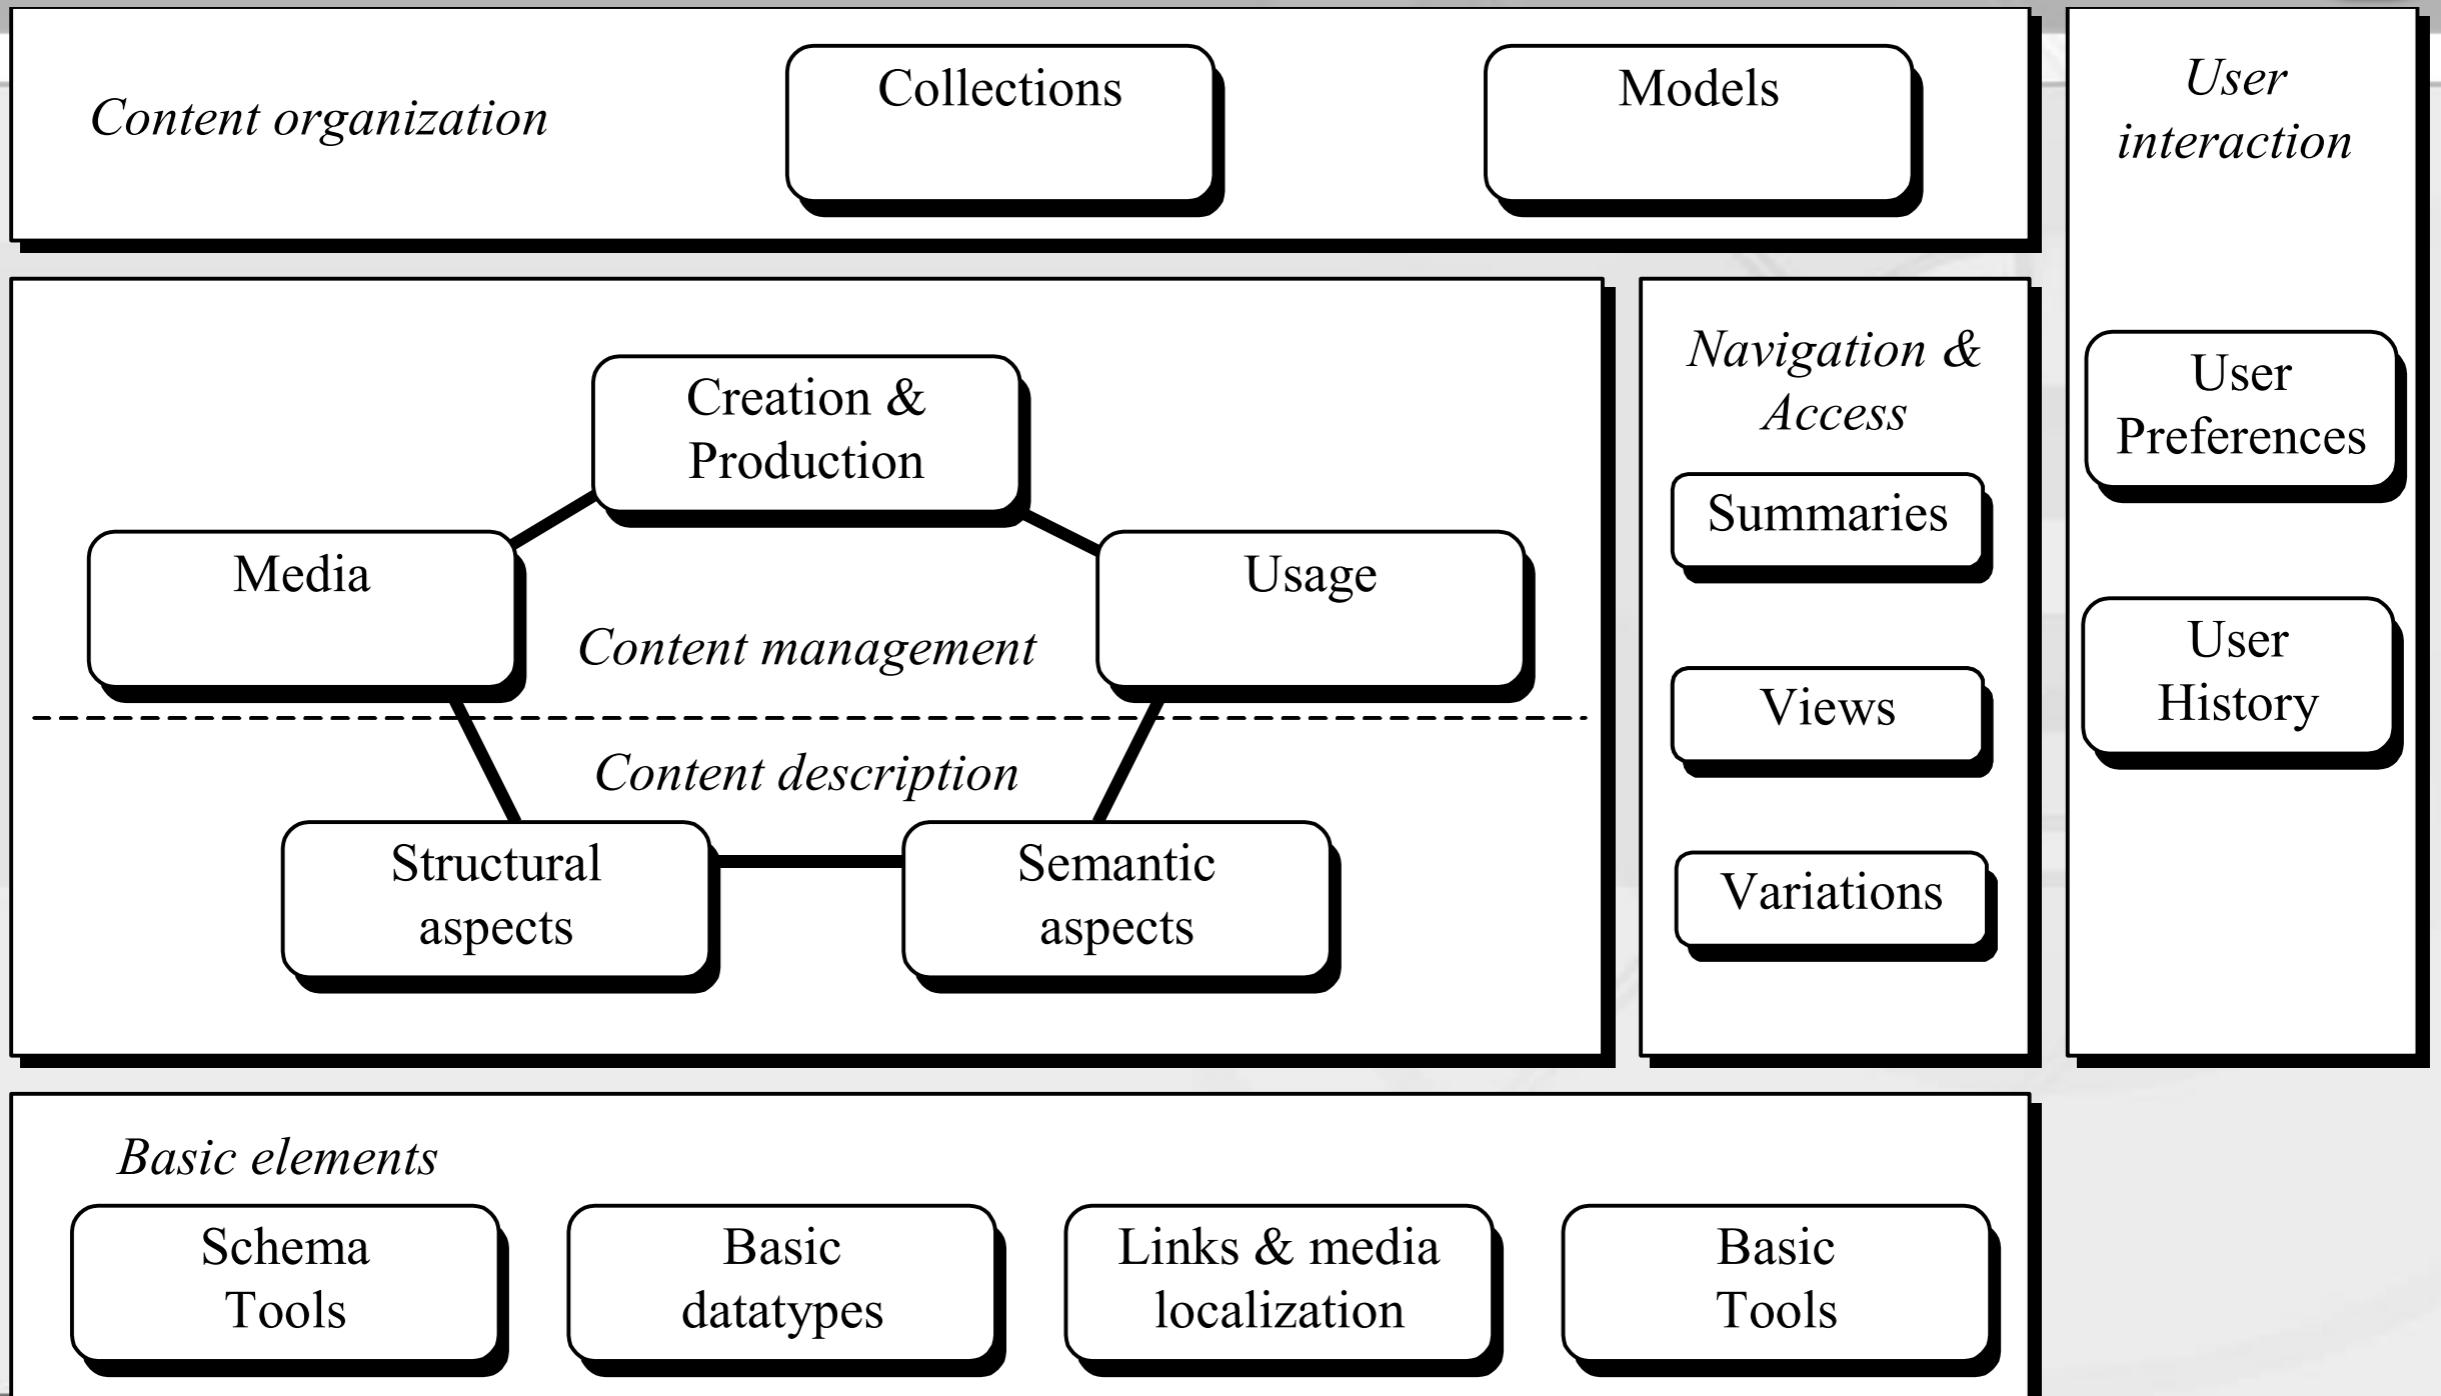 Content organization
Collections
Models
User
interaction
Creation &
Production
Media
Usage
Content management
Content description
Structural
aspects
Semantic
aspects
Navigation &
Access
Summaries
Views
Variations
User
Preferences
User
History
Basic elements
Schema
Tools
Basic
datatypes
Links & media
localization
Basic
Tools